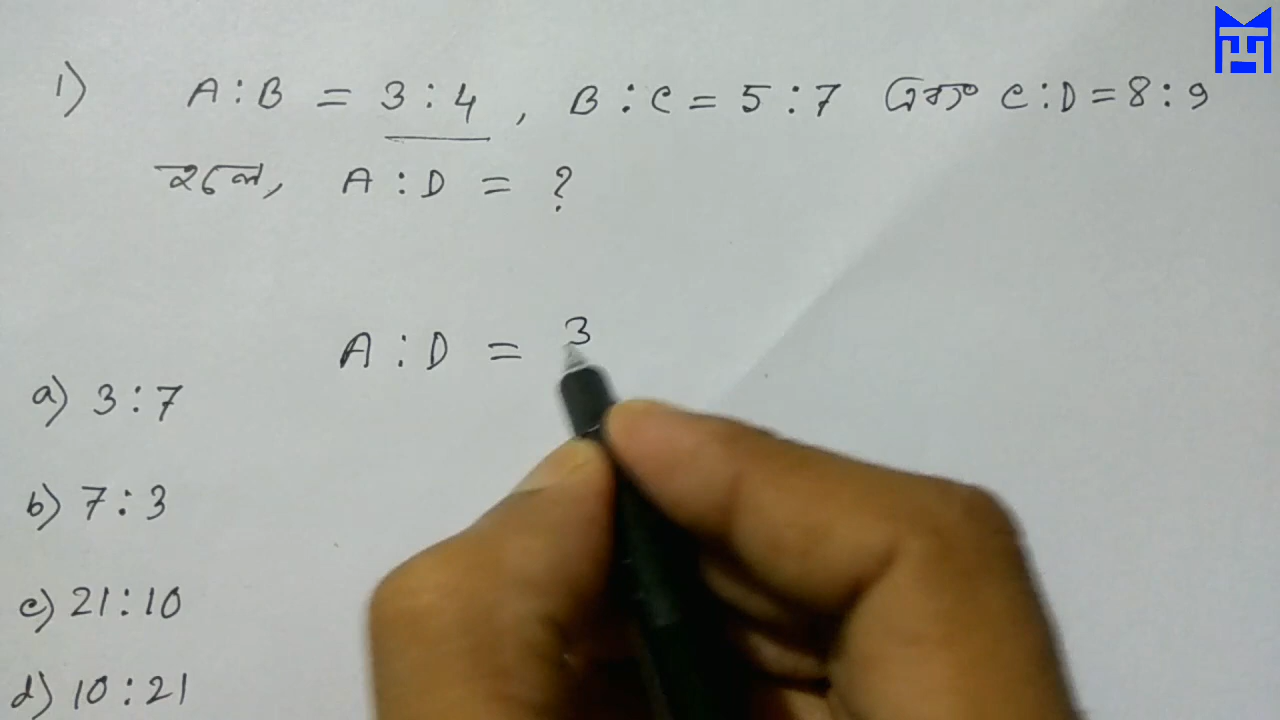 1) A : B = 3 : 4 , B : C = 5 : 7 এবং C : D = 8 : 9
হলে, A : D = ?
A : D = 3
a) 3 : 7
b) 7 : 3
c) 21 : 10
d) 10 : 21